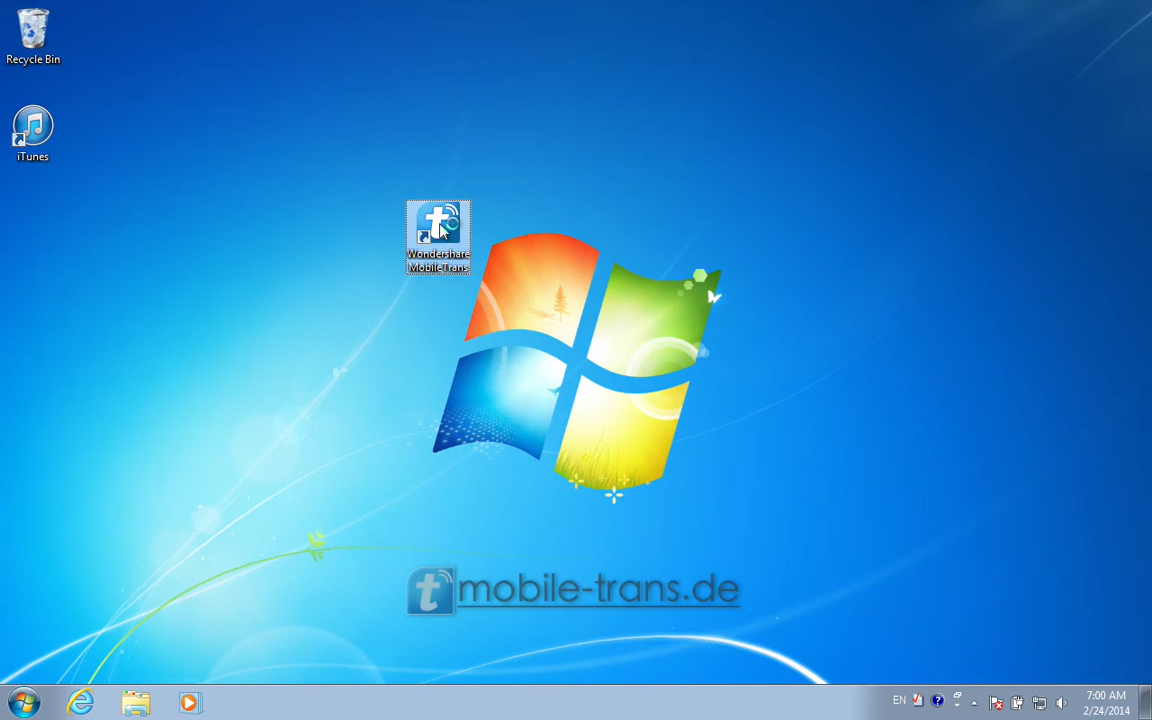 Recycle Bin
iTunes
Wondershare
MobileTrans
mobile-trans.de
EN
7:00 AM
2/24/2014